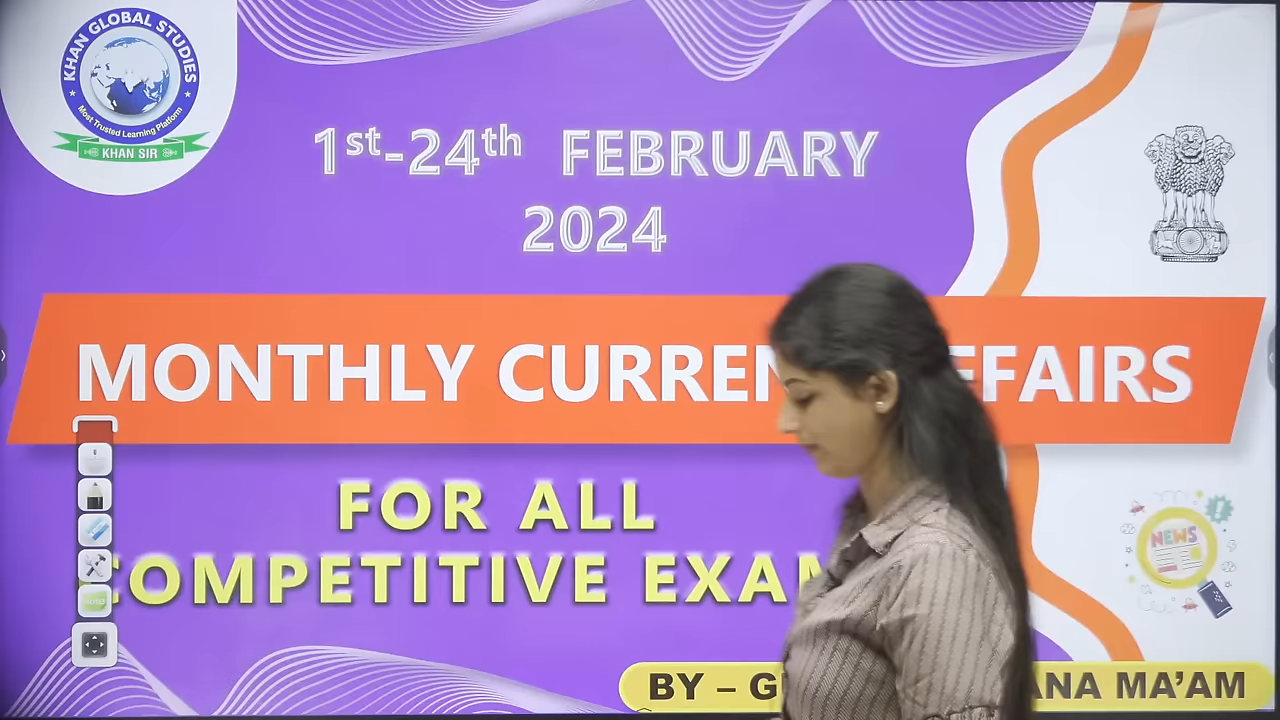 KHAN GLOBAL STUDIES
Most Trusted Learning Platform
KHAN SIR
1st-24th FEBRUARY
2024
MONTHLY CURREN FFAIRS
FOR ALL
COMPETITIVE EXAM
NEWS
BY – G ANA MA'AM